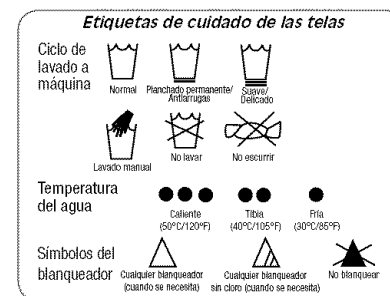 Etiquetas de cuidado de las telas
Ciclo de
lavado a
máquina
Normal
Planchado permanente/
Antiarrugas
Suave/
Delicado
Lavado manual
No lavar
No escurrir
Temperatura
del agua
Caliente
(50°C/120°F)
Tibia
(40°C/105°F)
Fría
(30°C/85°F)
Símbolos del
blanqueador
Cualquier blanqueador
(cuando se necesita)
Cualquier blanqueador
sin cloro (cuando se necesita)
No blanquear